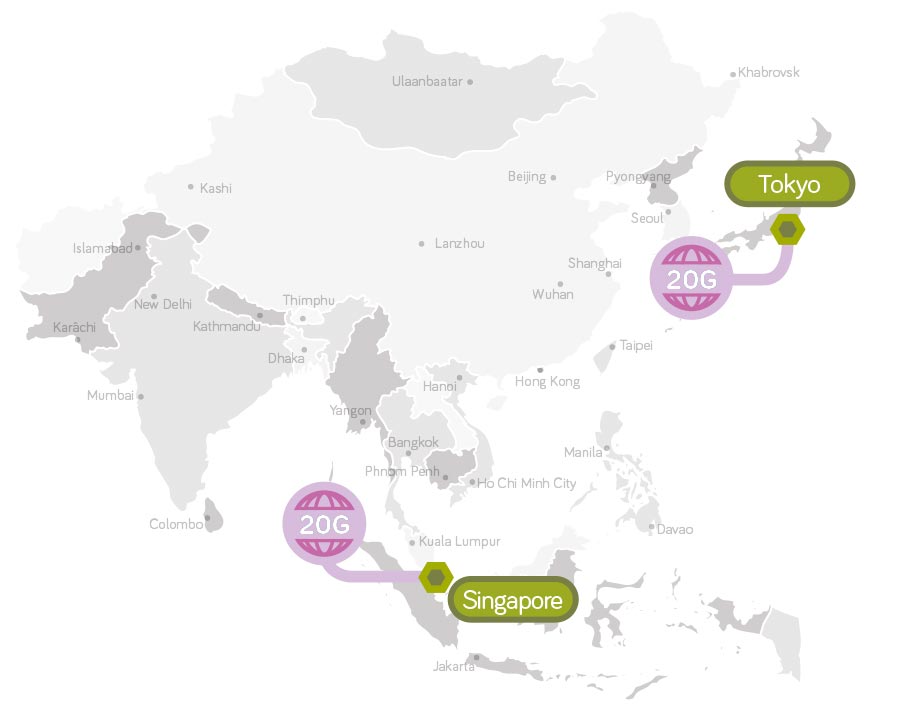 Khabrovsk
Ulaanbaatar
Beijing
Pyongyang
Tokyo
Kashi
Seoul
Lanzhou
Islamabad
Shanghai
20G
Wuhan
New Delhi
Thimphu
Karâchi
Kathmandu
Taipei
Dhaka
Hong Kong
Hanoi
Mumbai
Yangon
Bangkok
Manila
Phnom Penh
Ho Chi Minh City
Colombo
20G
Davao
Kuala Lumpur
Singapore
Jakarta